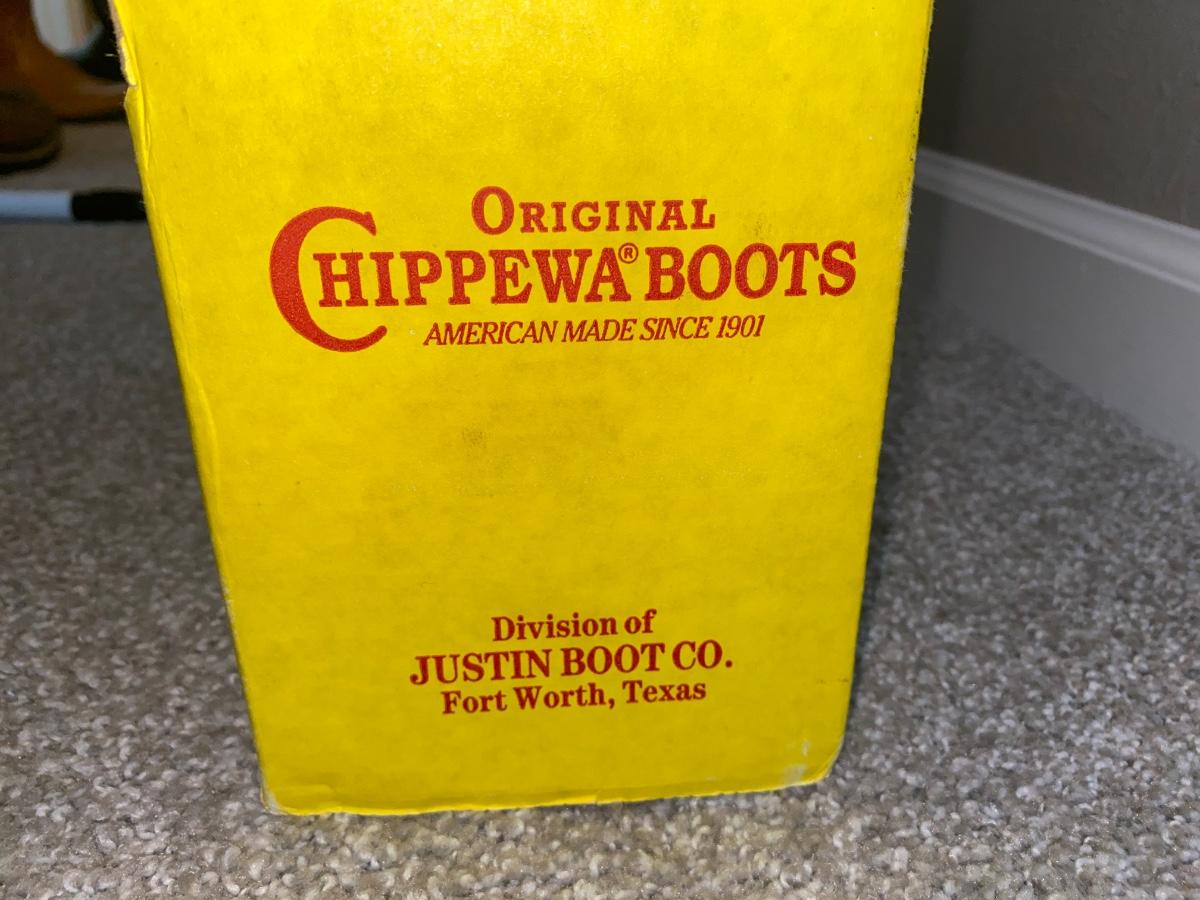 ORIGINAL
CHIPPEWA® BOOTS
AMERICAN MADE SINCE 1901
Division of
JUSTIN BOOT CO.
Fort Worth, Texas